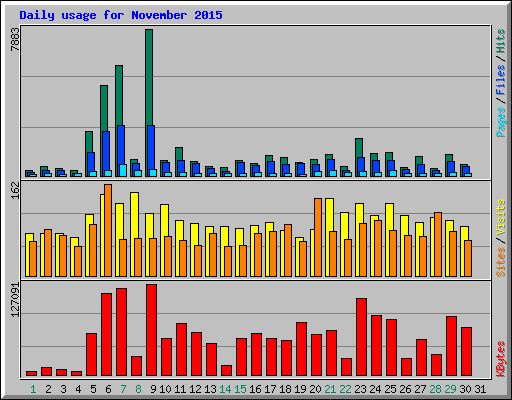 Daily usage for November 2015
7883
Pages / Files / Hits
162
Sites / Visits
127091
KBytes
1 2 3 4 5 6 7 8 9 10 11 12 13 14 15 16 17 18 19 20 21 22 23 24 25 26 27 28 29 30 31